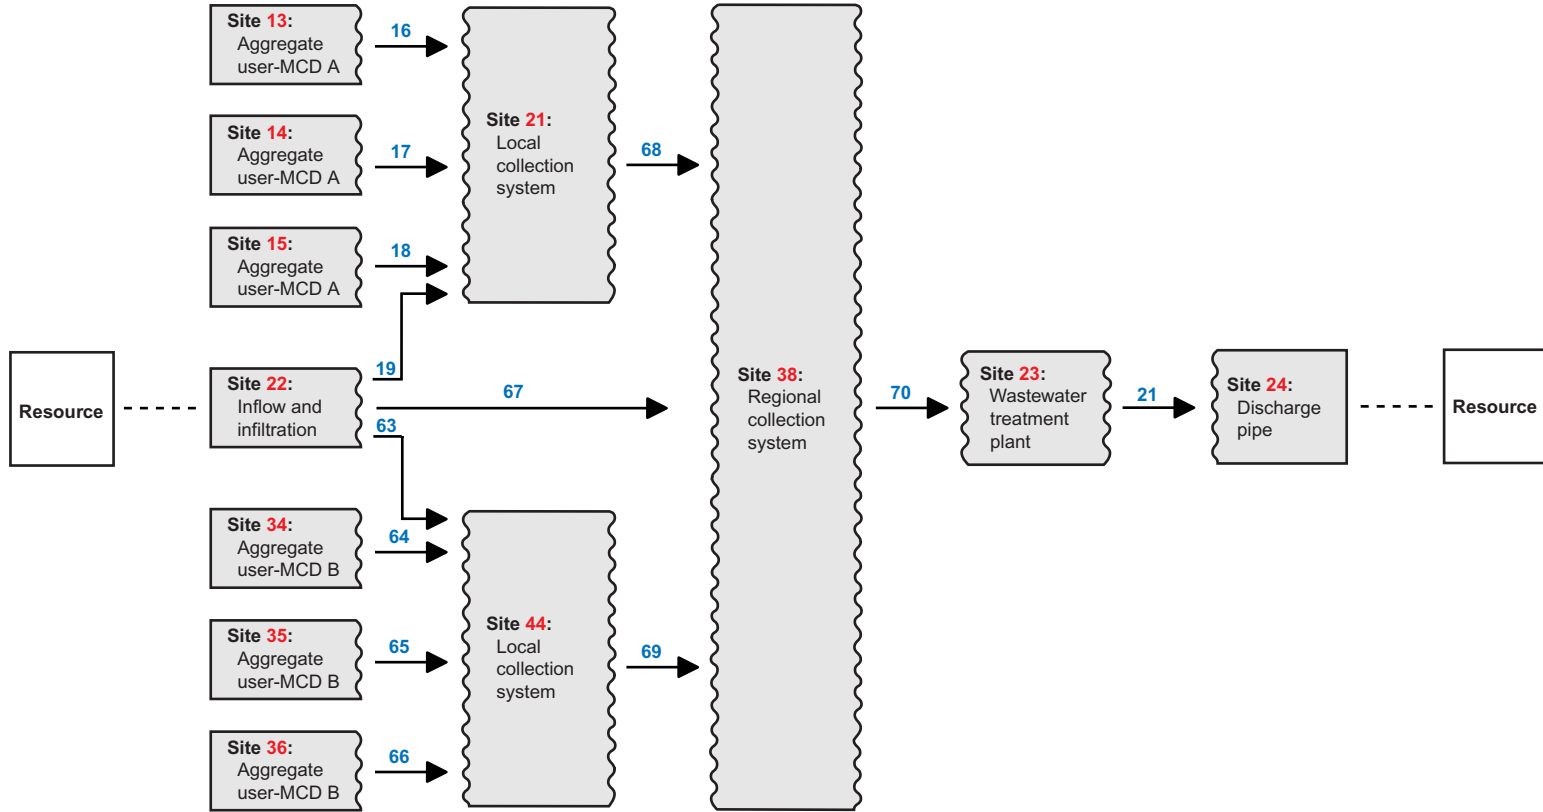 Site 13:
Aggregate
user-MCD A
16
Site 14:
Aggregate
user-MCD A
17
Site 15:
Aggregate
user-MCD A
18
Site 21:
Local
collection
system
68
Resource
Site 22:
Inflow and
infiltration
19
67
63
Site 34:
Aggregate
user-MCD B
64
Site 35:
Aggregate
user-MCD B
65
Site 36:
Aggregate
user-MCD B
66
Site 44:
Local
collection
system
69
Site 38:
Regional
collection
system
70
Site 23:
Wastewater
treatment
plant
21
Site 24:
Discharge
pipe
Resource